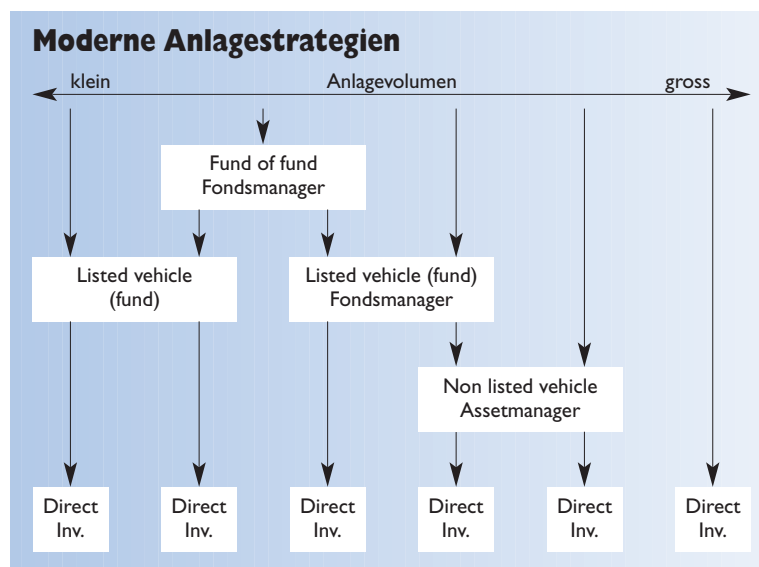 Moderne Anlagestrategien
klein Anlagevolumen gross
Fund of fund
Fondsmanager
Listed vehicle
(fund)
Listed vehicle (fund)
Fondsmanager
Non listed vehicle
Assetmanager
Direct
Inv.
Direct
Inv.
Direct
Inv.
Direct
Inv.
Direct
Inv.
Direct
Inv.